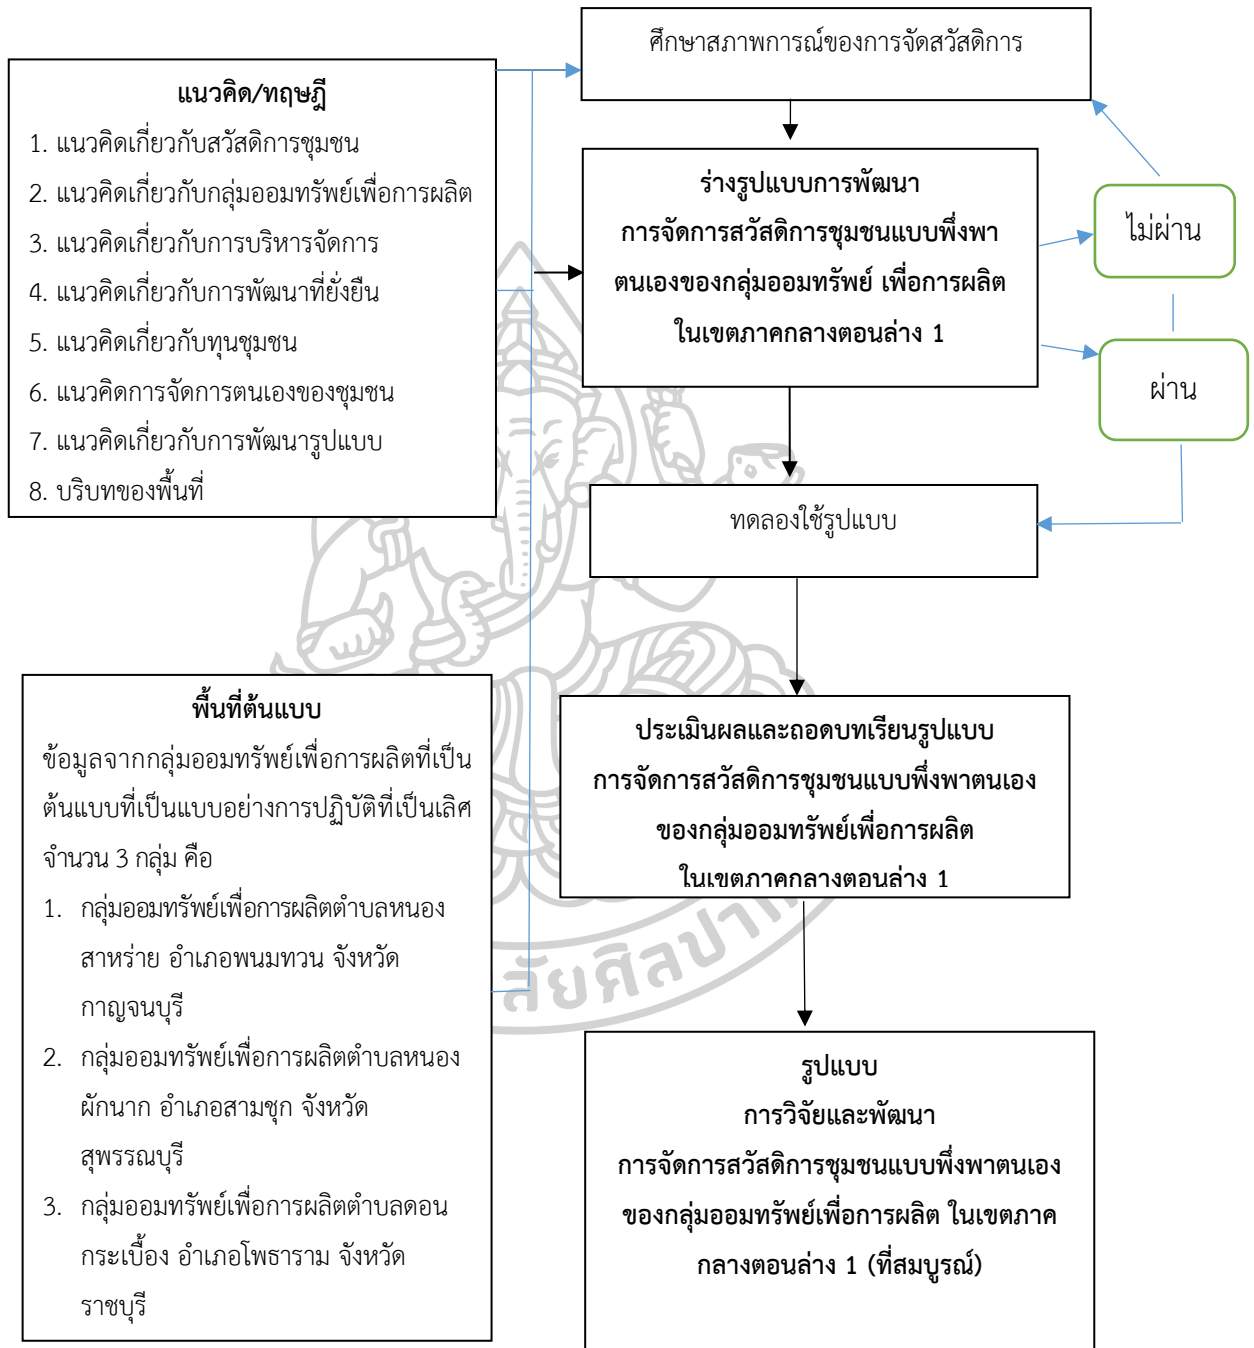 ศึกษาสภาพการณ์ของการจัดสวัสดิการ
แนวคิด/ทฤษฎี
1. แนวคิดเกี่ยวกับสวัสดิการชุมชน
2. แนวคิดเกี่ยวกับกลุ่มออมทรัพย์เพื่อการผลิต
3. แนวคิดเกี่ยวกับการบริหารจัดการ
4. แนวคิดเกี่ยวกับการพัฒนาที่ยั่งยืน
5. แนวคิดเกี่ยวกับทุนชุมชน
6. แนวคิดการจัดการตนเองของชุมชน
7. แนวคิดเกี่ยวกับการพัฒนารูปแบบ
8. บริบทของพื้นที่
ร่างรูปแบบการพัฒนา
การจัดการสวัสดิการชุมชนแบบพึ่งพา
ตนเองของกลุ่มออมทรัพย์ เพื่อการผลิต
ในเขตภาคกลางตอนล่าง 1
ไม่ผ่าน
ผ่าน
ทดลองใช้รูปแบบ
พื้นที่ต้นแบบ
ข้อมูลจากกลุ่มออมทรัพย์เพื่อการผลิตที่เป็น
ต้นแบบที่เป็นแบบอย่างการปฏิบัติที่เป็นเลิศ
จำนวน 3 กลุ่ม คือ
1. กลุ่มออมทรัพย์เพื่อการผลิตตำบลหนอง
สาหร่าย อำเภอพนมทวน จังหวัด
กาญจนบุรี
2. กลุ่มออมทรัพย์เพื่อการผลิตตำบลหนอง
ผักนาก อำเภอสามชุก จังหวัด
สุพรรณบุรี
3. กลุ่มออมทรัพย์เพื่อการผลิตตำบลดอน
กระเบื้อง อำเภอโพธาราม จังหวัด
ราชบุรี
ประเมินผลและถอดบทเรียนรูปแบบ
การจัดการสวัสดิการชุมชนแบบพึ่งพาตนเอง
ของกลุ่มออมทรัพย์เพื่อการผลิต
ในเขตภาคกลางตอนล่าง 1
สัยศิลปาก
รูปแบบ
การวิจัยและพัฒนา
การจัดการสวัสดิการชุมชนแบบพึ่งพาตนเอง
ของกลุ่มออมทรัพย์เพื่อการผลิต ในเขตภาค
กลางตอนล่าง 1 (ที่สมบูรณ์)